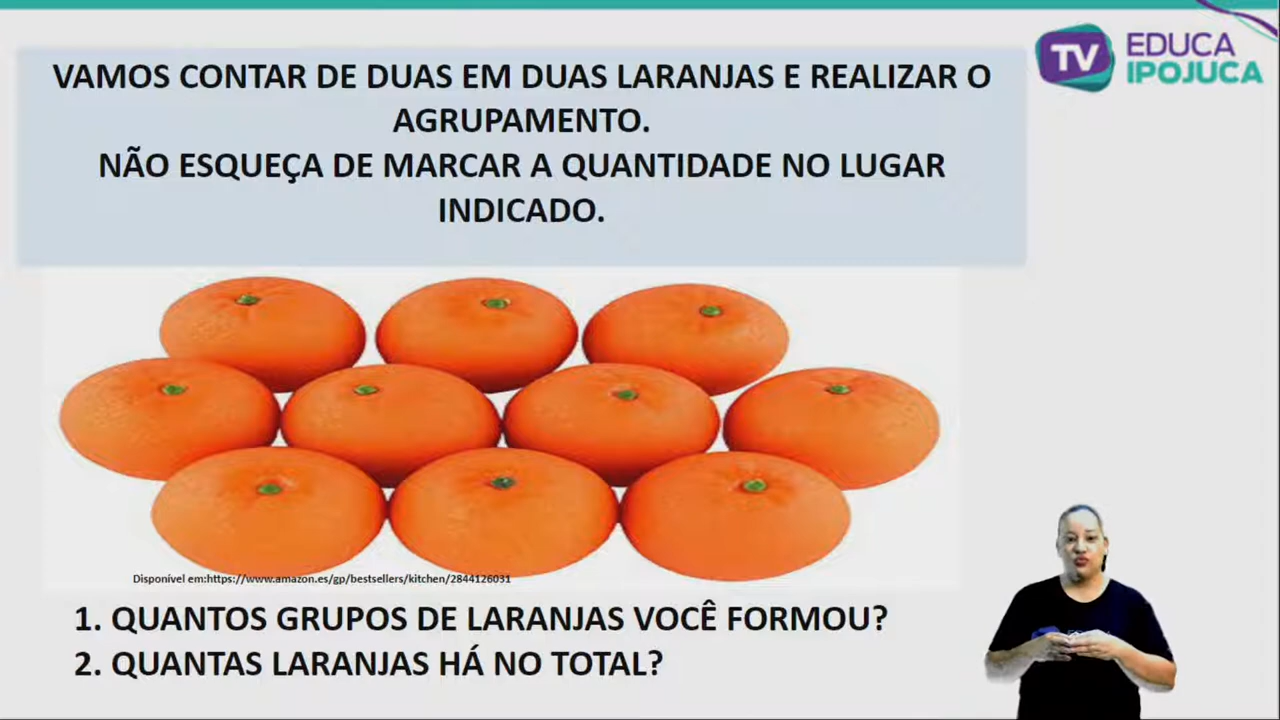 TV EDUCA
IPOJUCA
VAMOS CONTAR DE DUAS EM DUAS LARANJAS E REALIZAR O
AGRUPAMENTO.
NÃO ESQUEÇA DE MARCAR A QUANTIDADE NO LUGAR
INDICADO.
Disponível em:https://www.amazon.es/gp/bestsellers/kitchen/2844126031
1. QUANTOS GRUPOS DE LARANJAS VOCÊ FORMOU?
2. QUANTAS LARANJAS HÁ NO TOTAL?